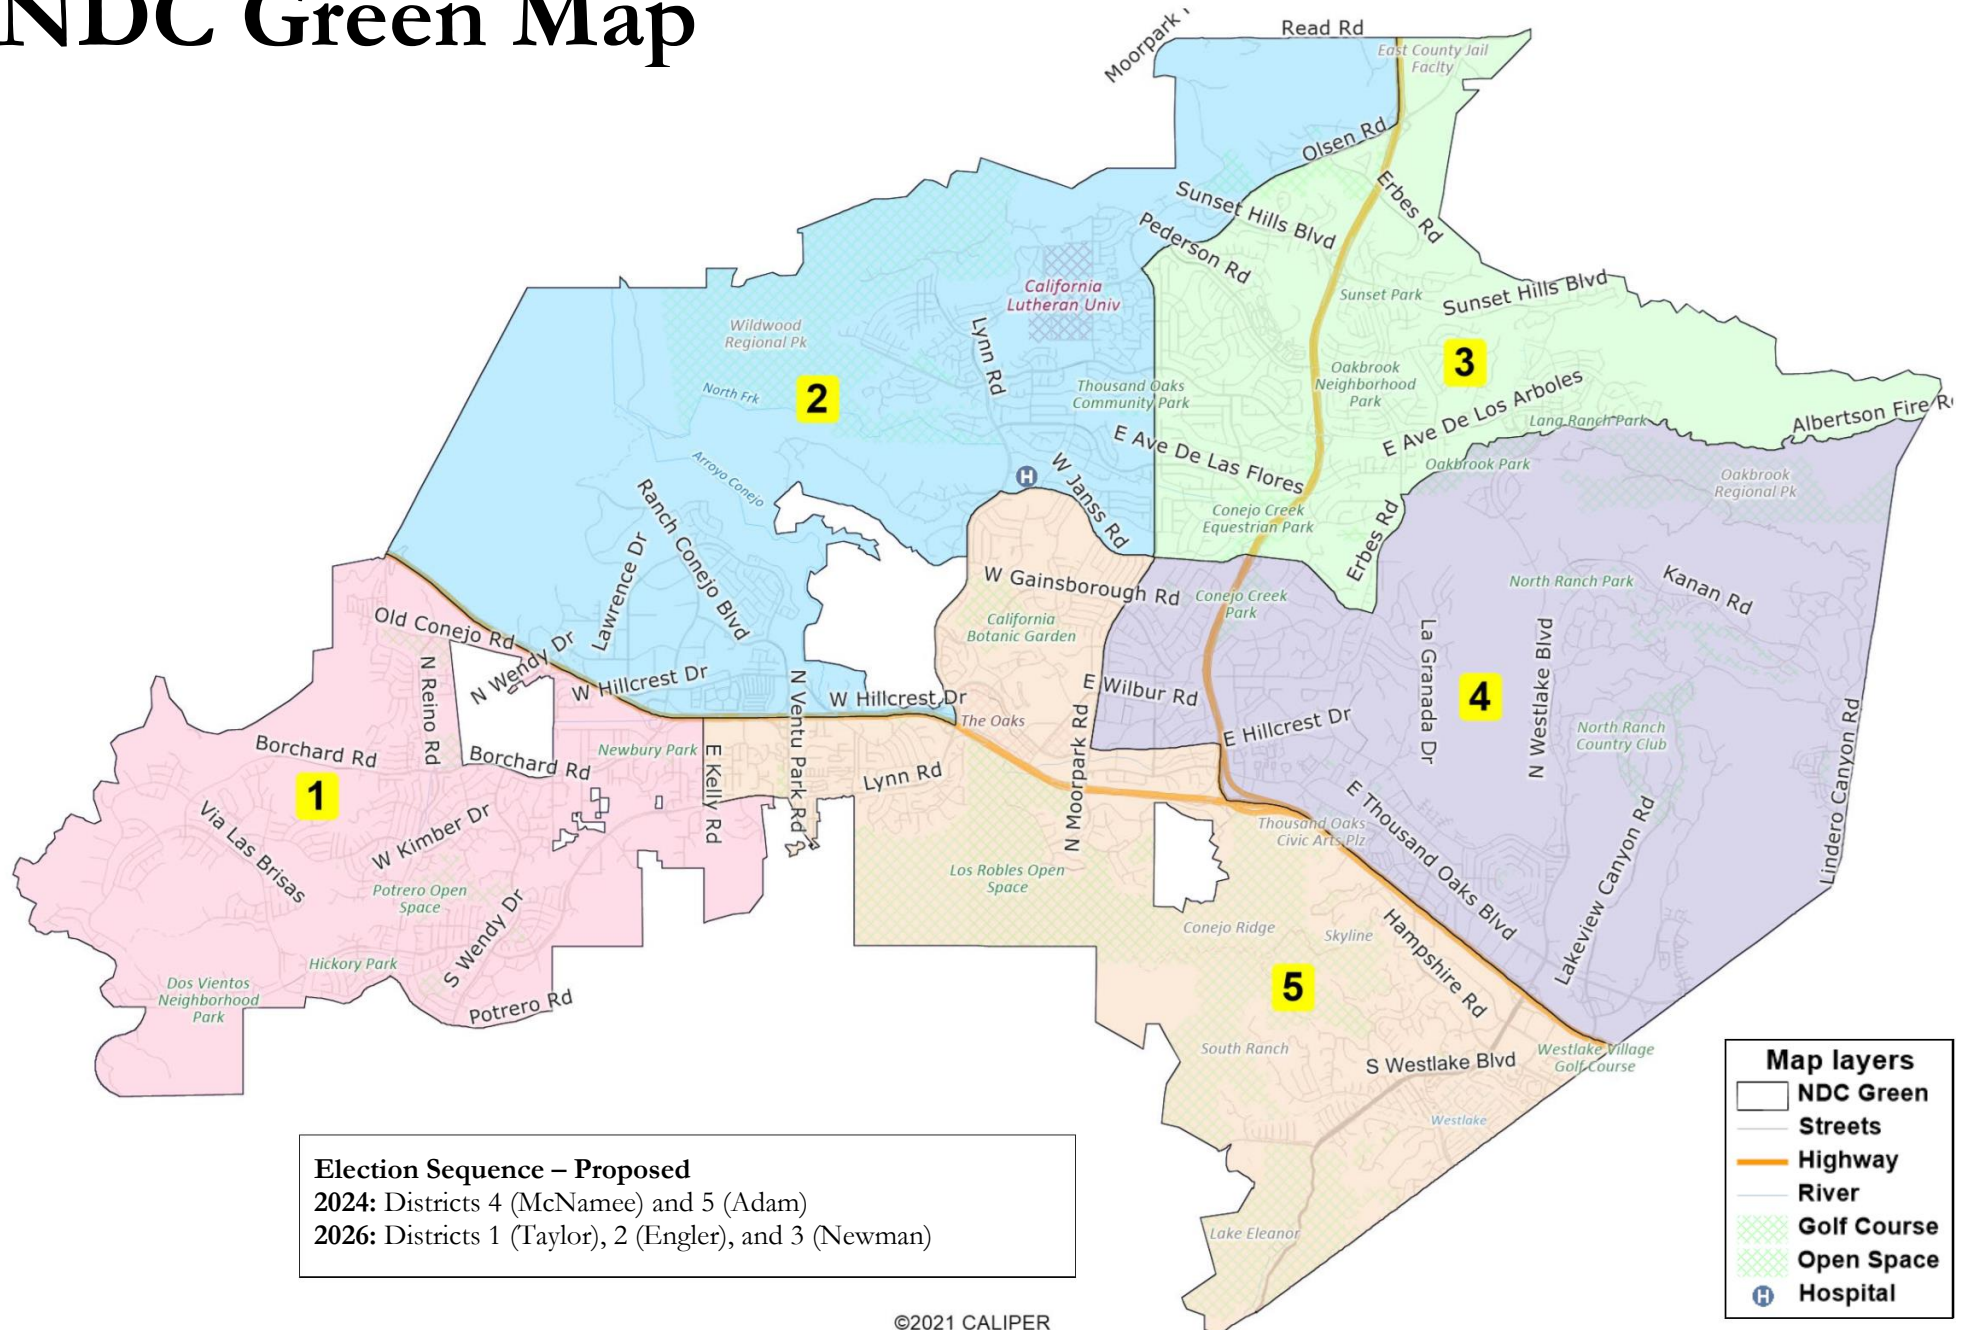 NDC Green Map
Read Rd
East County Jail
Faclty
Olsen Rd
Erbes Rd
Sunset Hills Blvd
Pederson Rd
California
Lutheran Univ
Sunset Park
Sunset Hills Blvd
Wildwood
Regional Pk
Lynn Rd
3
Oakbrook
Neighborhood
Park
North Frk
2
Thousand Oaks
Community Park
E Ave De Los Arboles
Lang Ranch Park
Albertson Fire
E Ave De Las Flores
Oakbrook Park
Oakbrook
Regional Pk
Arroyo Conejo
H
W Janss Rd
Conejo Creek
Equestrian Park
Ranch Conejo Blvd
Lawrence Dr
Erbes Rd
W Gainsborough Rd
Conejo Creek
Park
North Ranch Park
Kanan Rd
Old Conejo Rd
N Wendy Dr
California
Botanic Garden
La Granada Dr
N Westlake Blvd
N Reino Rd
W Hillcrest Dr
N Ventu Park Rd
W Hillcrest Dr
E Wilbur Rd
4
The Oaks
E Hillcrest Dr
North Ranch
Country Club
Lindero Canyon Rd
Borchard Rd
Borchard Rd
Newbury Park
E Kelly Rd
Lynn Rd
N Moorpark Rd
1
Via Las Brisas
W Kimber Dr
E Thousand Oaks Blvd
Lakeview Canyon Rd
Thousand Oaks
Civic Arts Plz
Potrero Open
Space
Los Robles Open
Space
S Wendy Dr
Conejo Ridge
Skyline
Hampshire Rd
Hickory Park
Dos Vientos
Neighborhood
Park
Potrero Rd
5
South Ranch
S Westlake Blvd
Westlake Village
Golf Course
Westlake
Lake Eleanor
Election Sequence – Proposed
2024: Districts 4 (McNamee) and 5 (Adam)
2026: Districts 1 (Taylor), 2 (Engler), and 3 (Newman)
Map layers
NDC Green
Streets
Highway
River
Golf Course
Open Space
H Hospital
©2021 CALIPER
Moorpark